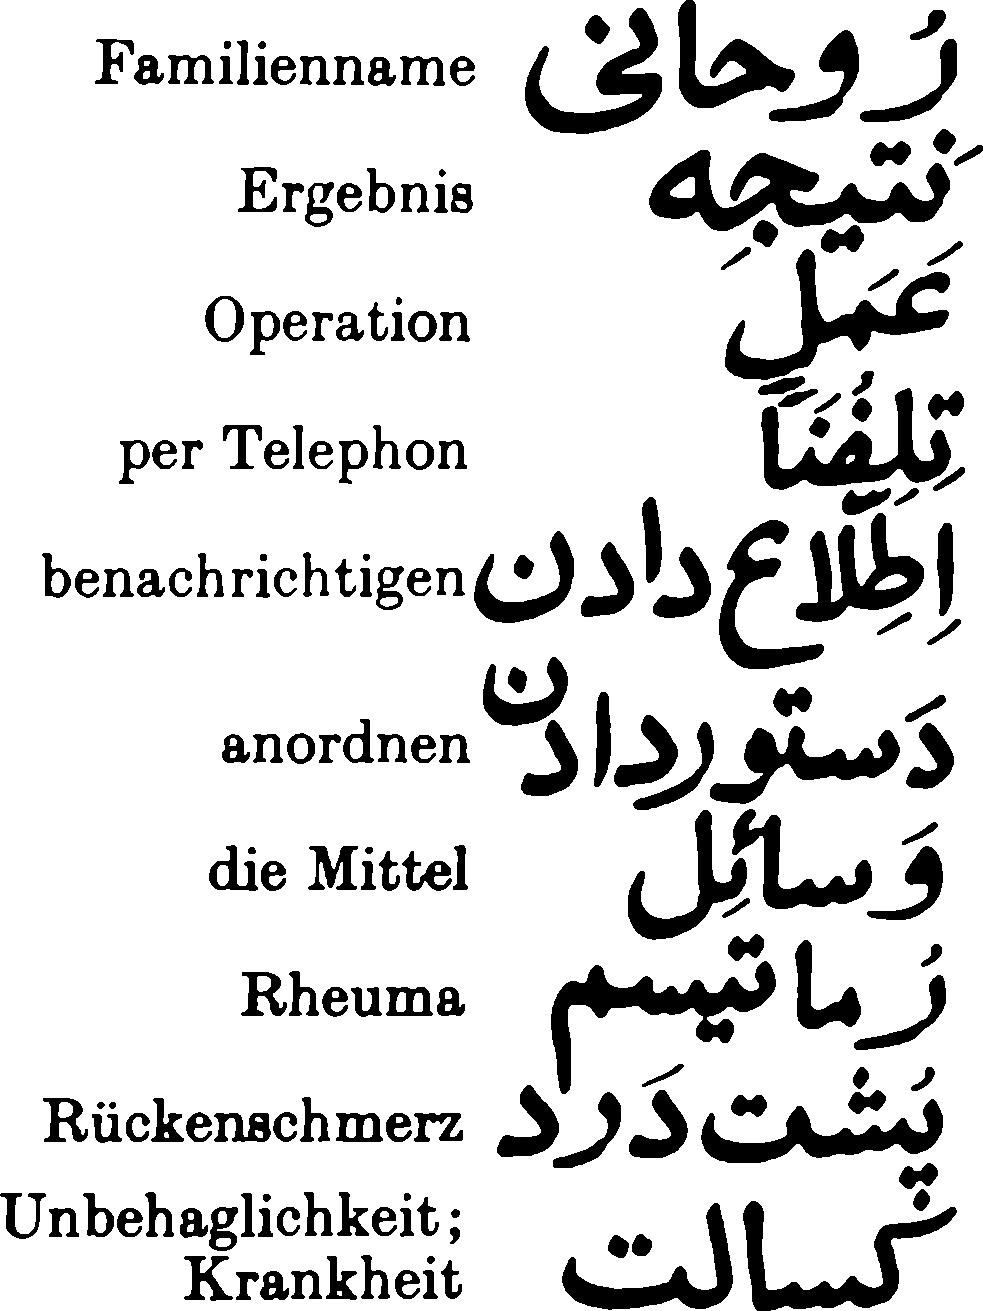 Familienname رُوحانی
Ergebnis نَتیجِه
Operation عَمَل
per Telephon تِلِفُنَاً
benachrichtigen اِطِّلاع دادن
anordnen دَستور دادن
die Mittel وَسائِل
Rheuma رُماتیسم
Rückenschmerz پُشت دَرد
Unbehaglichkeit; کسالت
Krankheit